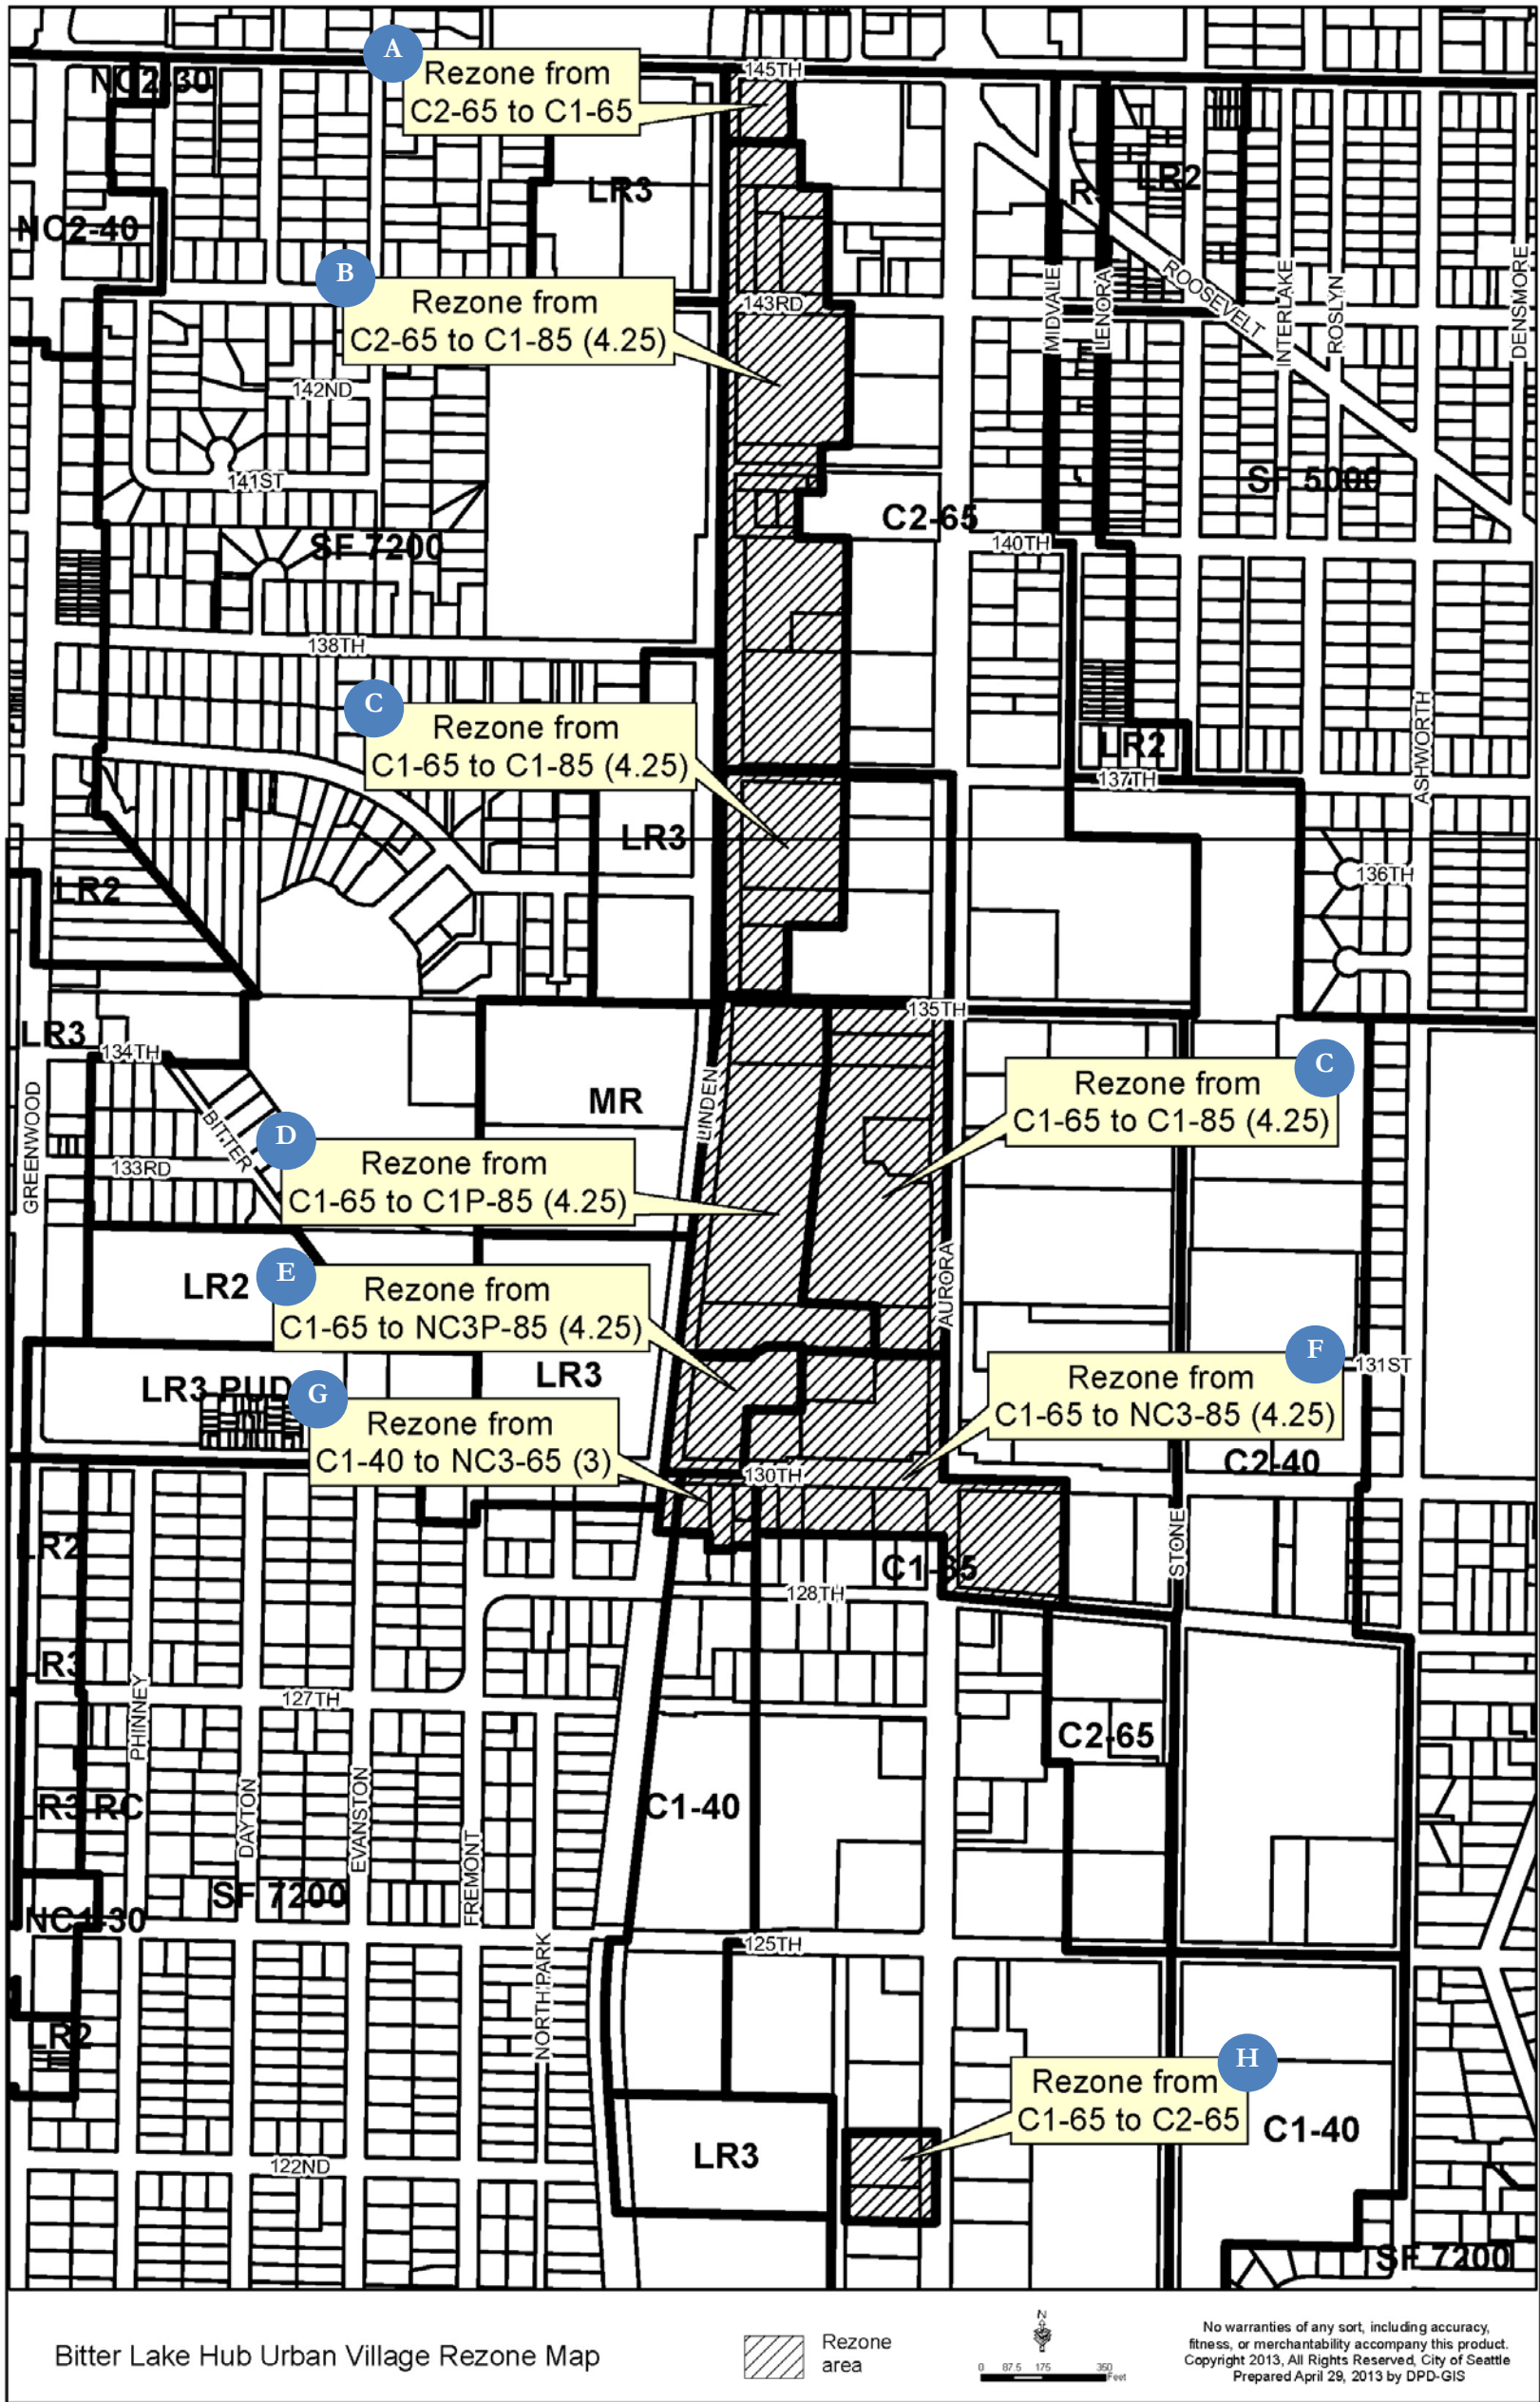 A
Rezone from
C2-65 to C1-65
145TH
NC2-30
LR3
LR2
NC2-40
B
Rezone from
C2-65 to C1-85 (4.25)
143RD
MIDVALE
LENORA
ROOSEVELT
INTERLAKE
ROSLYN
DENSMORE
142ND
141ST
SF 5000
C2-65
SF 7200
140TH
138TH
C
Rezone from
C1-65 to C1-85 (4.25)
ASHWORTH
LR2
137TH
LR3
136TH
LR2
135TH
LR3
134TH
C
Rezone from
C1-65 to C1-85 (4.25)
MR
LINDEN
GREENWOOD
BITTER
133RD
D
Rezone from
C1-65 to C1P-85 (4.25)
AURORA
LR2
E
Rezone from
C1-65 to NC3P-85 (4.25)
F
131ST
Rezone from
C1-65 to NC3-85 (4.25)
LR3
LR3 PUD
G
Rezone from
C1-40 to NC3-65 (3)
C2-40
130TH
STONE
LR2
C1-65
128TH
R3
127TH
PHINNEY
C2-65
C1-40
R3 RC
DAYTON
EVANSTON
FREMONT
SF 7200
NC1-30
125TH
NORTH PARK
LR2
H
Rezone from
C1-65 to C2-65
C1-40
LR3
122ND
SF 7200
Bitter Lake Hub Urban Village Rezone Map
Rezone
area
N
0 87.5 175 350
Feet
No warranties of any sort, including accuracy,
fitness, or merchantability accompany this product.
Copyright 2013, All Rights Reserved, City of Seattle
Prepared April 29, 2013 by DPD-GIS